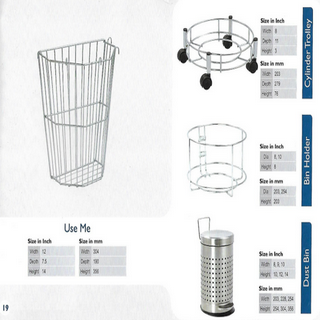 Cylinder Trolley
Size in Inch
Width 8
Depth 11
Height 3
Size in mm
Width 203
Depth 279
Height 76
Bin Holder
Size in Inch
Dia 8, 10
Height 8
Size in mm
Dia 203, 254
Height 203
Use Me
Size in Inch
Width 12
Depth 7.5
Height 14
Size in mm
Width 304
Depth 190
Height 356
Dust Bin
Size in Inch
Width 8, 9, 10
Height 10, 12, 14
Size in mm
Width 203, 228, 254
Height 254, 304, 356
19